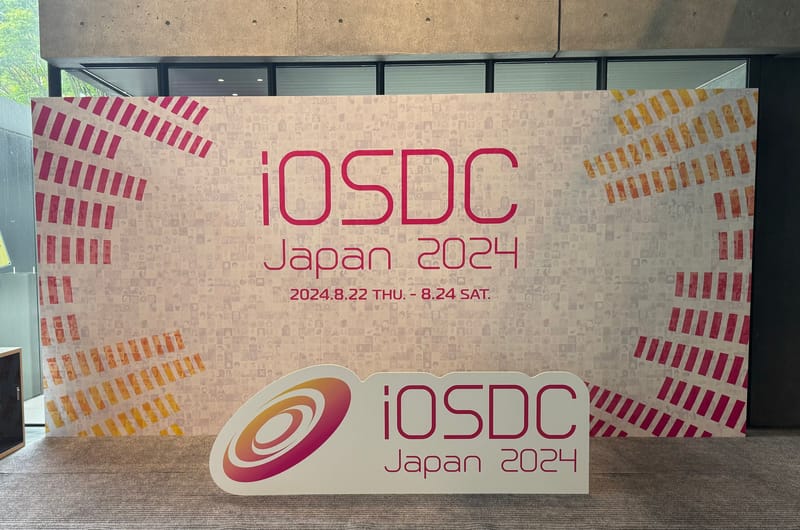 iOSDC
Japan 2024
2024.8.22 THU. - 8.24 SAT.
iOSDC
Japan 2024